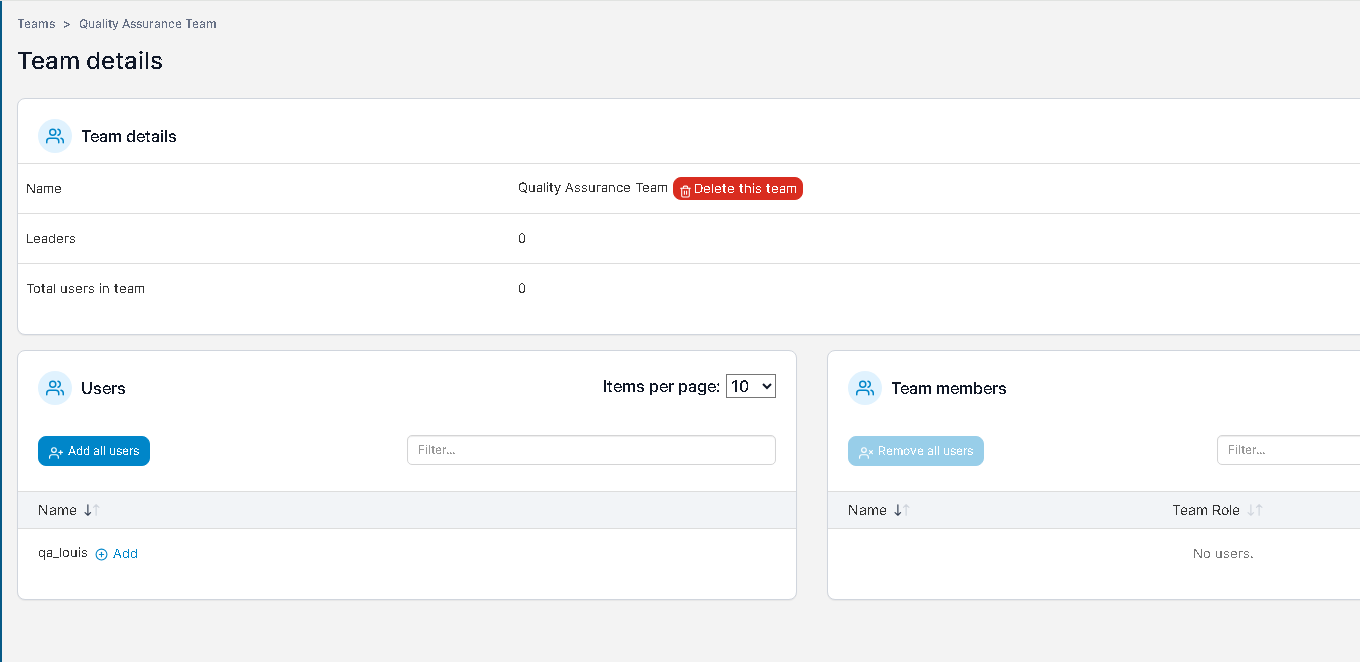 Teams > Quality Assurance Team
Team details
Team details
Name
Quality Assurance Team
Delete this team
Leaders
0
Total users in team
0
Users
Items per page: 10
Add all users
Filter...
Name
qa_louis
Add
Team members
Remove all users
Filter...
Name
Team Role
No users.